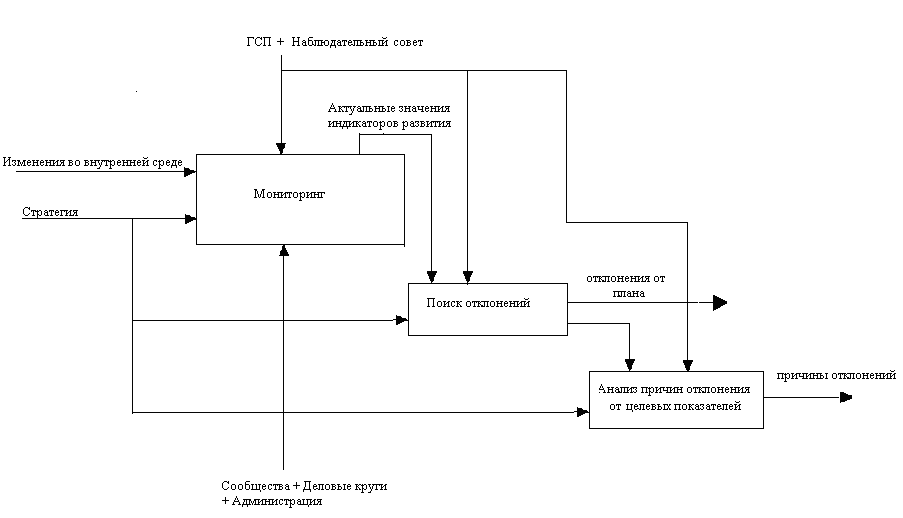 ГСП + Наблюдательный совет
Актуальные значения
индикаторов развития
Изменения во внутренней среде
Мониторинг
Стратегия
отклонения от
плана
Поиск отклонений
причины отклонений
Анализ причин отклонения
от целевых показателей
Сообщества + Деловые круги
+ Администрация